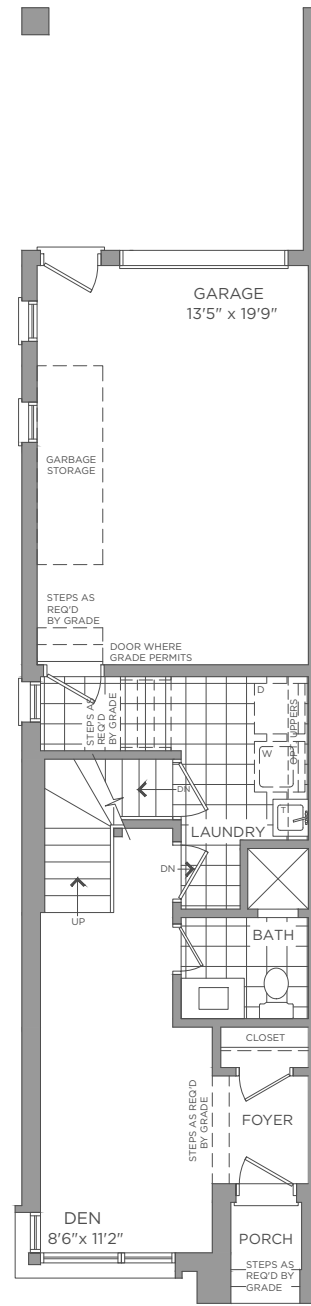 GARAGE
13'5" x 19'9"
GARBAGE
STORAGE
STEPS AS
REQ'D
BY GRADE
DOOR WHERE
GRADE PERMITS
STEPS AS
REQ'D
BY GRADE
D
OPT. UPPERS
W
T
DN
LAUNDRY
DN
UP
BATH
CLOSET
STEPS AS REQ'D
BY GRADE
FOYER
DEN
8'6"x 11'2"
PORCH
STEPS AS
REQ'D BY
GRADE